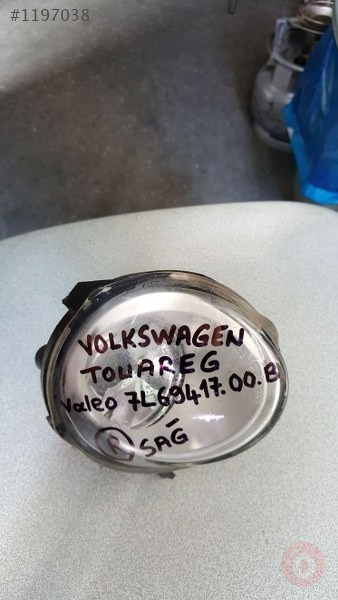 #1197038
VOLKSWAGEN
TOUAREG
Valeo 7L69417.00.B
R SAĞ